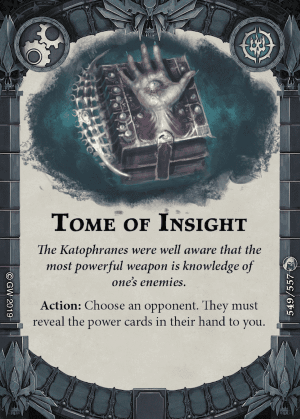 TOME OF INSIGHT
The Katophranes were well aware that the
most powerful weapon is knowledge of
one's enemies.
Action: Choose an opponent. They must
reveal the power cards in their hand to you.
© GW 2019
549/557